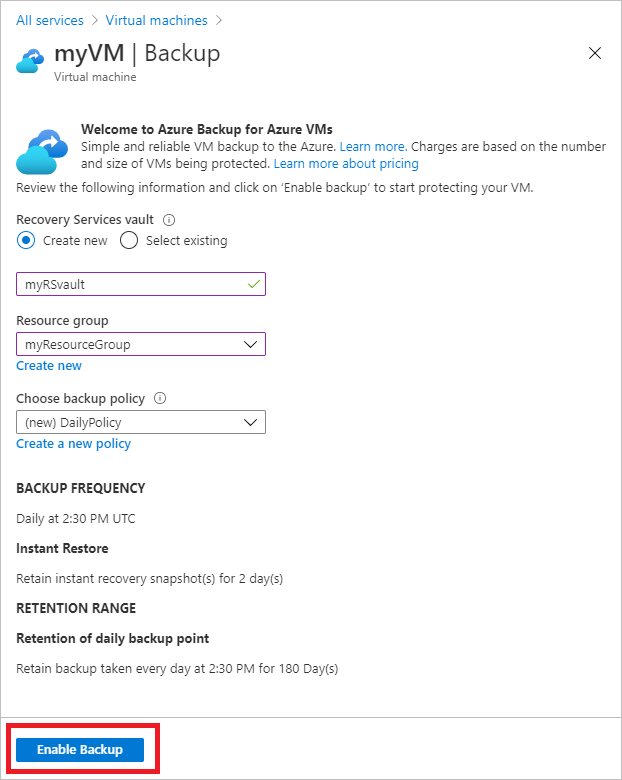 All services > Virtual machines >
myVM | Backup
Virtual machine
Welcome to Azure Backup for Azure VMs
Simple and reliable VM backup to the Azure. Learn more. Charges are based on the number
and size of VMs being protected. Learn more about pricing
Review the following information and click on 'Enable backup' to start protecting your VM.
Recovery Services vault
Create new Select existing
myRSvault
Resource group
myResourceGroup
Create new
Choose backup policy
(new) DailyPolicy
Create a new policy
BACKUP FREQUENCY
Daily at 2:30 PM UTC
Instant Restore
Retain instant recovery snapshot(s) for 2 day(s)
RETENTION RANGE
Retention of daily backup point
Retain backup taken every day at 2:30 PM for 180 Day(s)
Enable Backup